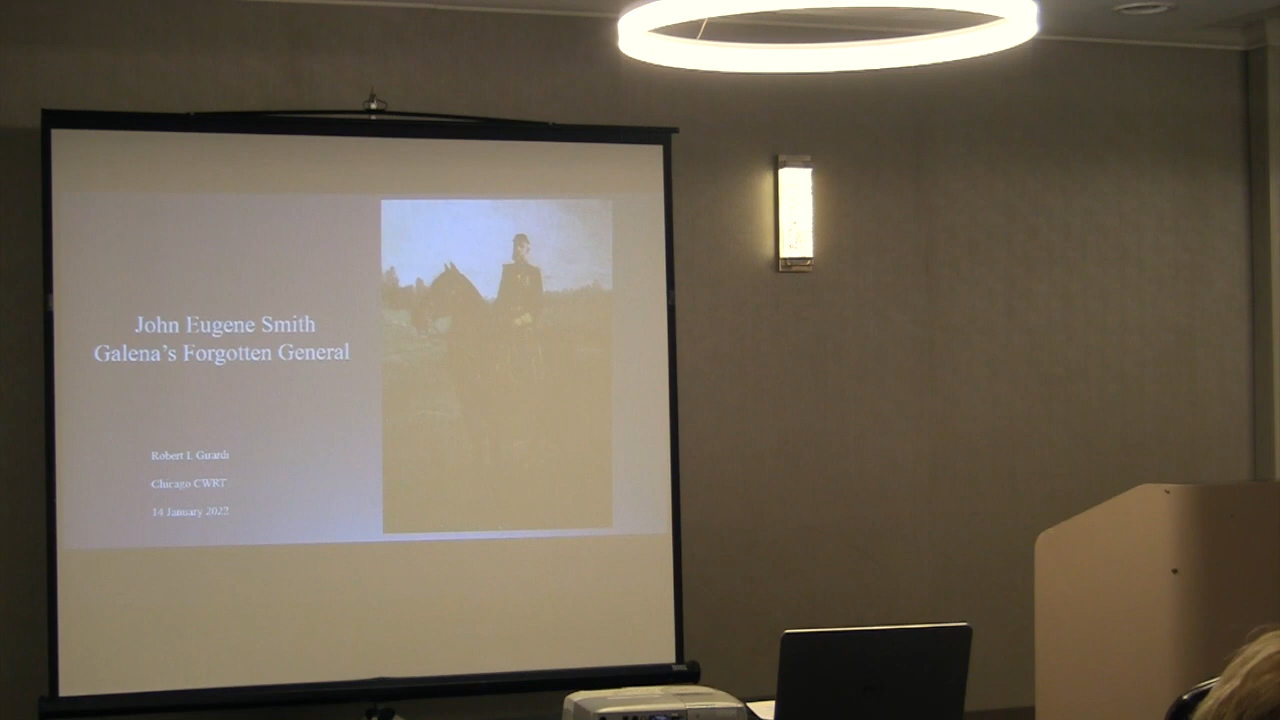 John Eugene Smith
Galena's Forgotten General
Robert I. Girardi
Chicago CWRT
14 January 2022